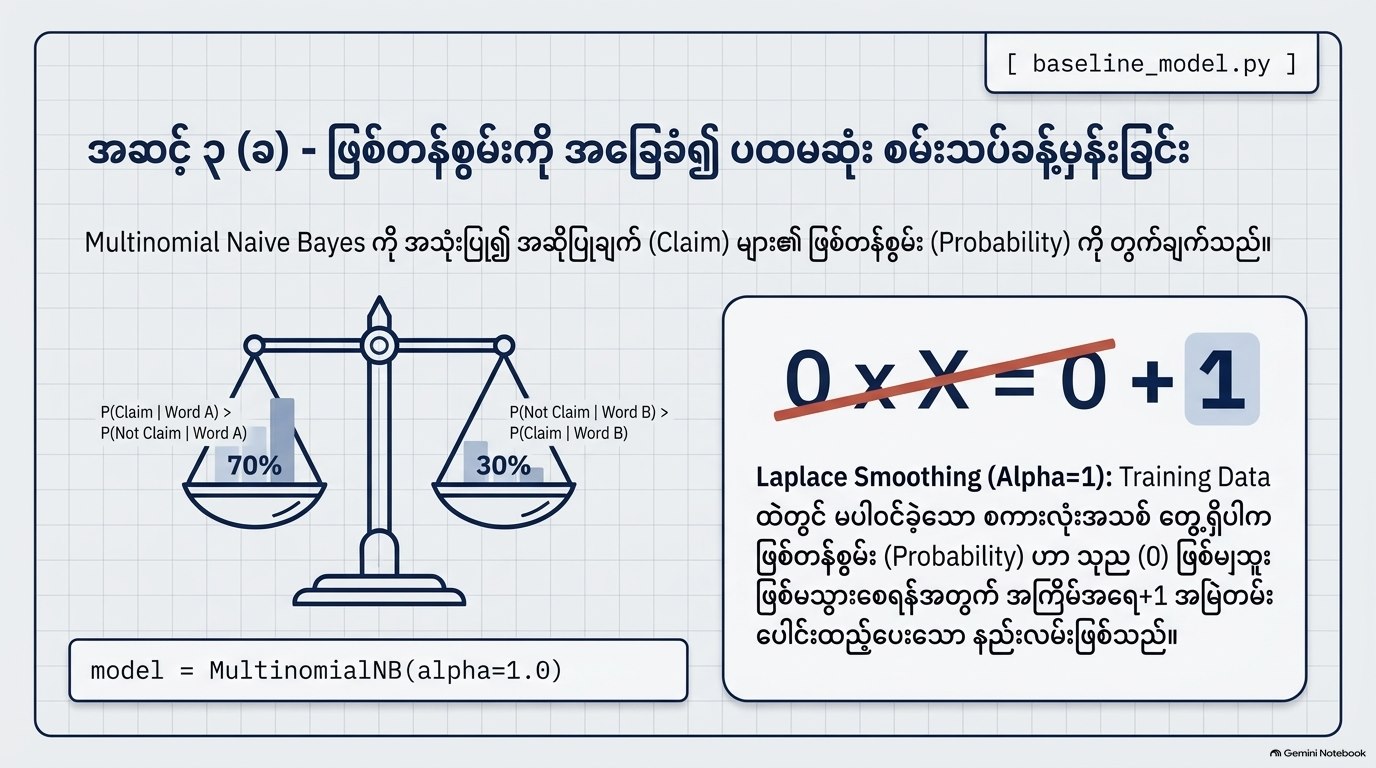 [ baseline_model.py ]
အဆင့် ၃ (ခ) - ဖြစ်တန်စွမ်းကို အခြေခံ၍ ပထမဆုံး စမ်းသပ်ခန့်မှန်းခြင်း
Multinomial Naive Bayes ကို အသုံးပြု၍ အဆိုပြုချက် (Claim) များ၏ ဖြစ်တန်စွမ်း (Probability) ကို တွက်ချက်သည်။
P(Claim | Word A) >
P(Not Claim | Word A)
70%
P(Not Claim | Word B) >
P(Claim | Word B)
30%
model = MultinomialNB(alpha=1.0)
0 x X = 0 + 1
Laplace Smoothing (Alpha=1): Training Data
ထဲတွင် မပါဝင်ခဲ့သော စကားလုံးအသစ် တွေ့ရှိပါက
ဖြစ်တန်စွမ်း (Probability) ဟာ သုည (0)
ဖြစ်မသွားစေရန်အတွက် အကြိမ်အရေ+1 အမြဲတမ်း
ပေါင်းထည့်ပေးသော နည်းလမ်းဖြစ်သည်။
Gemini Notebook